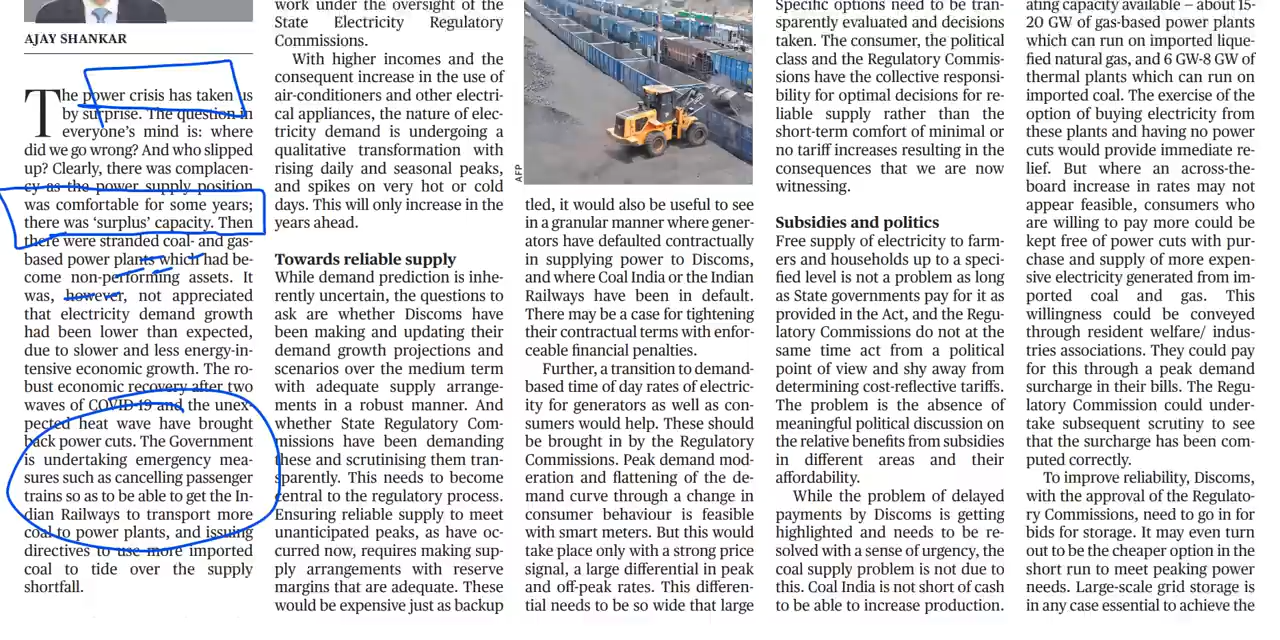 AJAY SHANKAR
The power crisis has taken us
by surprise. The question in
everyone's mind is: where
did we go wrong? And who slipped
up? Clearly, there was complacen-
cy as the power supply position
was comfortable for some years;
there was 'surplus' capacity. Then
there were stranded coal- and gas-
based power plants which had be-
come non-performing assets. It
was, however, not appreciated
that electricity demand growth
had been lower than expected,
due to slower and less energy-in-
tensive economic growth. The ro-
bust economic recovery after two
waves of COVID-19 and the unex-
pected heat wave have brought
back power cuts. The Government
is undertaking emergency mea-
sures such as cancelling passenger
trains so as to be able to get the In-
dian Railways to transport more
coal to power plants, and issuing
directives to use more imported
coal to tide over the supply
shortfall.
work under the oversight of the
State Electricity Regulatory
Commissions.
With higher incomes and the
consequent increase in the use of
air-conditioners and other electri-
cal appliances, the nature of elec-
tricity demand is undergoing a
qualitative transformation with
rising daily and seasonal peaks,
and spikes on very hot or cold
days. This will only increase in the
years ahead.
Towards reliable supply
While demand prediction is inhe-
rently uncertain, the questions to
ask are whether Discoms have
been making and updating their
demand growth projections and
scenarios over the medium term
with adequate supply arrange-
ments in a robust manner. And
whether State Regulatory Com-
missions have been demanding
these and scrutinising them tran-
sparently. This needs to become
central to the regulatory process.
Ensuring reliable supply to meet
unanticipated peaks, as have oc-
curred now, requires making sup-
ply arrangements with reserve
margins that are adequate. These
would be expensive just as backup
AFP
tled, it would also be useful to see
in a granular manner where gener-
ators have defaulted contractually
in supplying power to Discoms,
and where Coal India or the Indian
Railways have been in default.
There may be a case for tightening
their contractual terms with enfor-
ceable financial penalties.
Further, a transition to demand-
based time of day rates of electric-
ity for generators as well as con-
sumers would help. These should
be brought in by the Regulatory
Commissions. Peak demand mod-
eration and flattening of the de-
mand curve through a change in
consumer behaviour is feasible
with smart meters. But this would
take place only with a strong price
signal, a large differential in peak
and off-peak rates. This differen-
tial needs to be so wide that large
Specific options need to be tran-
sparently evaluated and decisions
taken. The consumer, the political
class and the Regulatory Commis-
sions have the collective responsi-
bility for optimal decisions for re-
liable supply rather than the
short-term comfort of minimal or
no tariff increases resulting in the
consequences that we are now
witnessing.
Subsidies and politics
Free supply of electricity to farm-
ers and households up to a speci-
fied level is not a problem as long
as State governments pay for it as
provided in the Act, and the Regu-
latory Commissions do not at the
same time act from a political
point of view and shy away from
determining cost-reflective tariffs.
The problem is the absence of
meaningful political discussion on
the relative benefits from subsidies
in different areas and their
affordability.
While the problem of delayed
payments by Discoms is getting
highlighted and needs to be re-
solved with a sense of urgency, the
coal supply problem is not due to
this. Coal India is not short of cash
to be able to increase production.
ating capacity available – about 15-
20 GW of gas-based power plants
which can run on imported lique-
fied natural gas, and 6 GW-8 GW of
thermal plants which can run on
imported coal. The exercise of the
option of buying electricity from
these plants and having no power
cuts would provide immediate re-
lief. But where an across-the-
board increase in rates may not
appear feasible, consumers who
are willing to pay more could be
kept free of power cuts with pur-
chase and supply of more expen-
sive electricity generated from im-
ported coal and gas. This
willingness could be conveyed
through resident welfare/ indus-
tries associations. They could pay
for this through a peak demand
surcharge in their bills. The Regu-
latory Commission could under-
take subsequent scrutiny to see
that the surcharge has been com-
puted correctly.
To improve reliability, Discoms,
with the approval of the Regulato-
ry Commissions, need to go in for
bids for storage. It may even turn
out to be the cheaper option in the
short run to meet peaking power
needs. Large-scale grid storage is
in any case essential to achieve the